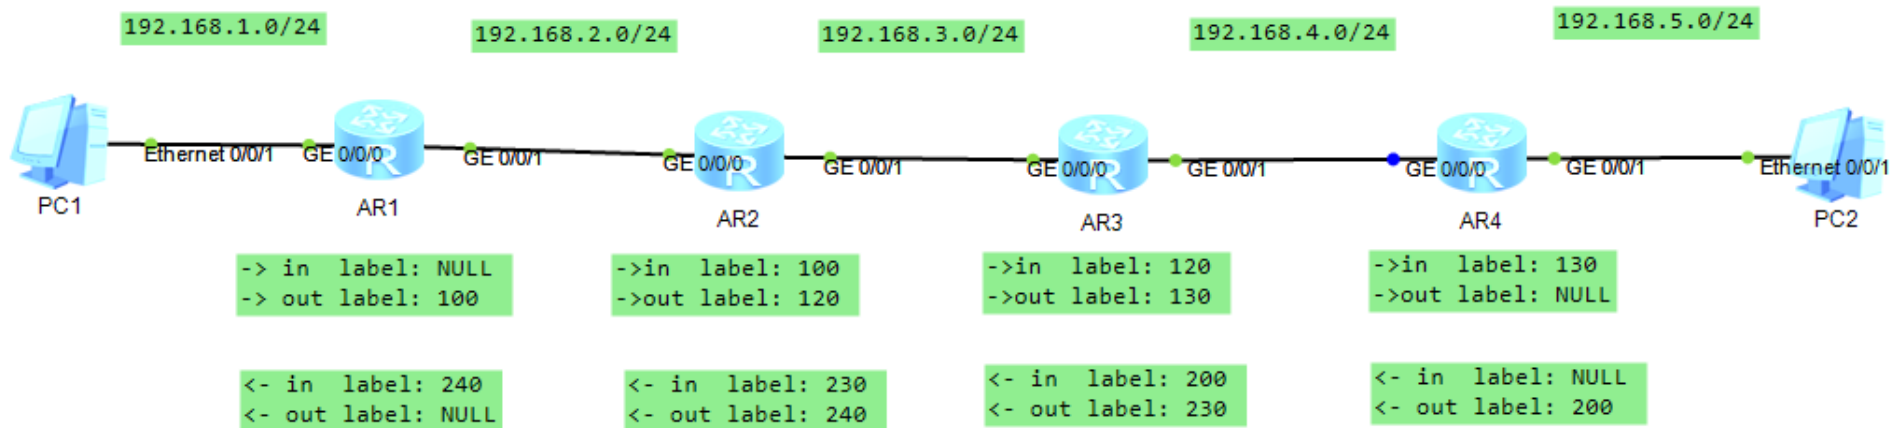 192.168.1.0/24
192.168.2.0/24
192.168.3.0/24
192.168.4.0/24
192.168.5.0/24
Ethernet 0/0/1
GE 0/0/0
GE 0/0/1
GE 0/0/0
GE 0/0/1
GE 0/0/0
GE 0/0/1
GE 0/0/0
GE 0/0/1
Ethernet 0/0/1
R
R
R
R
PC1
AR1
AR2
AR3
AR4
PC2
-> in  label: NULL
-> out label: 100
->in  label: 100
->out label: 120
->in  label: 120
->out label: 130
->in  label: 130
->out label: NULL
<- in  label: 240
<- out label: NULL
<- in  label: 230
<- out label: 240
<- in  label: 200
<- out label: 230
<- in  label: NULL
<- out label: 200